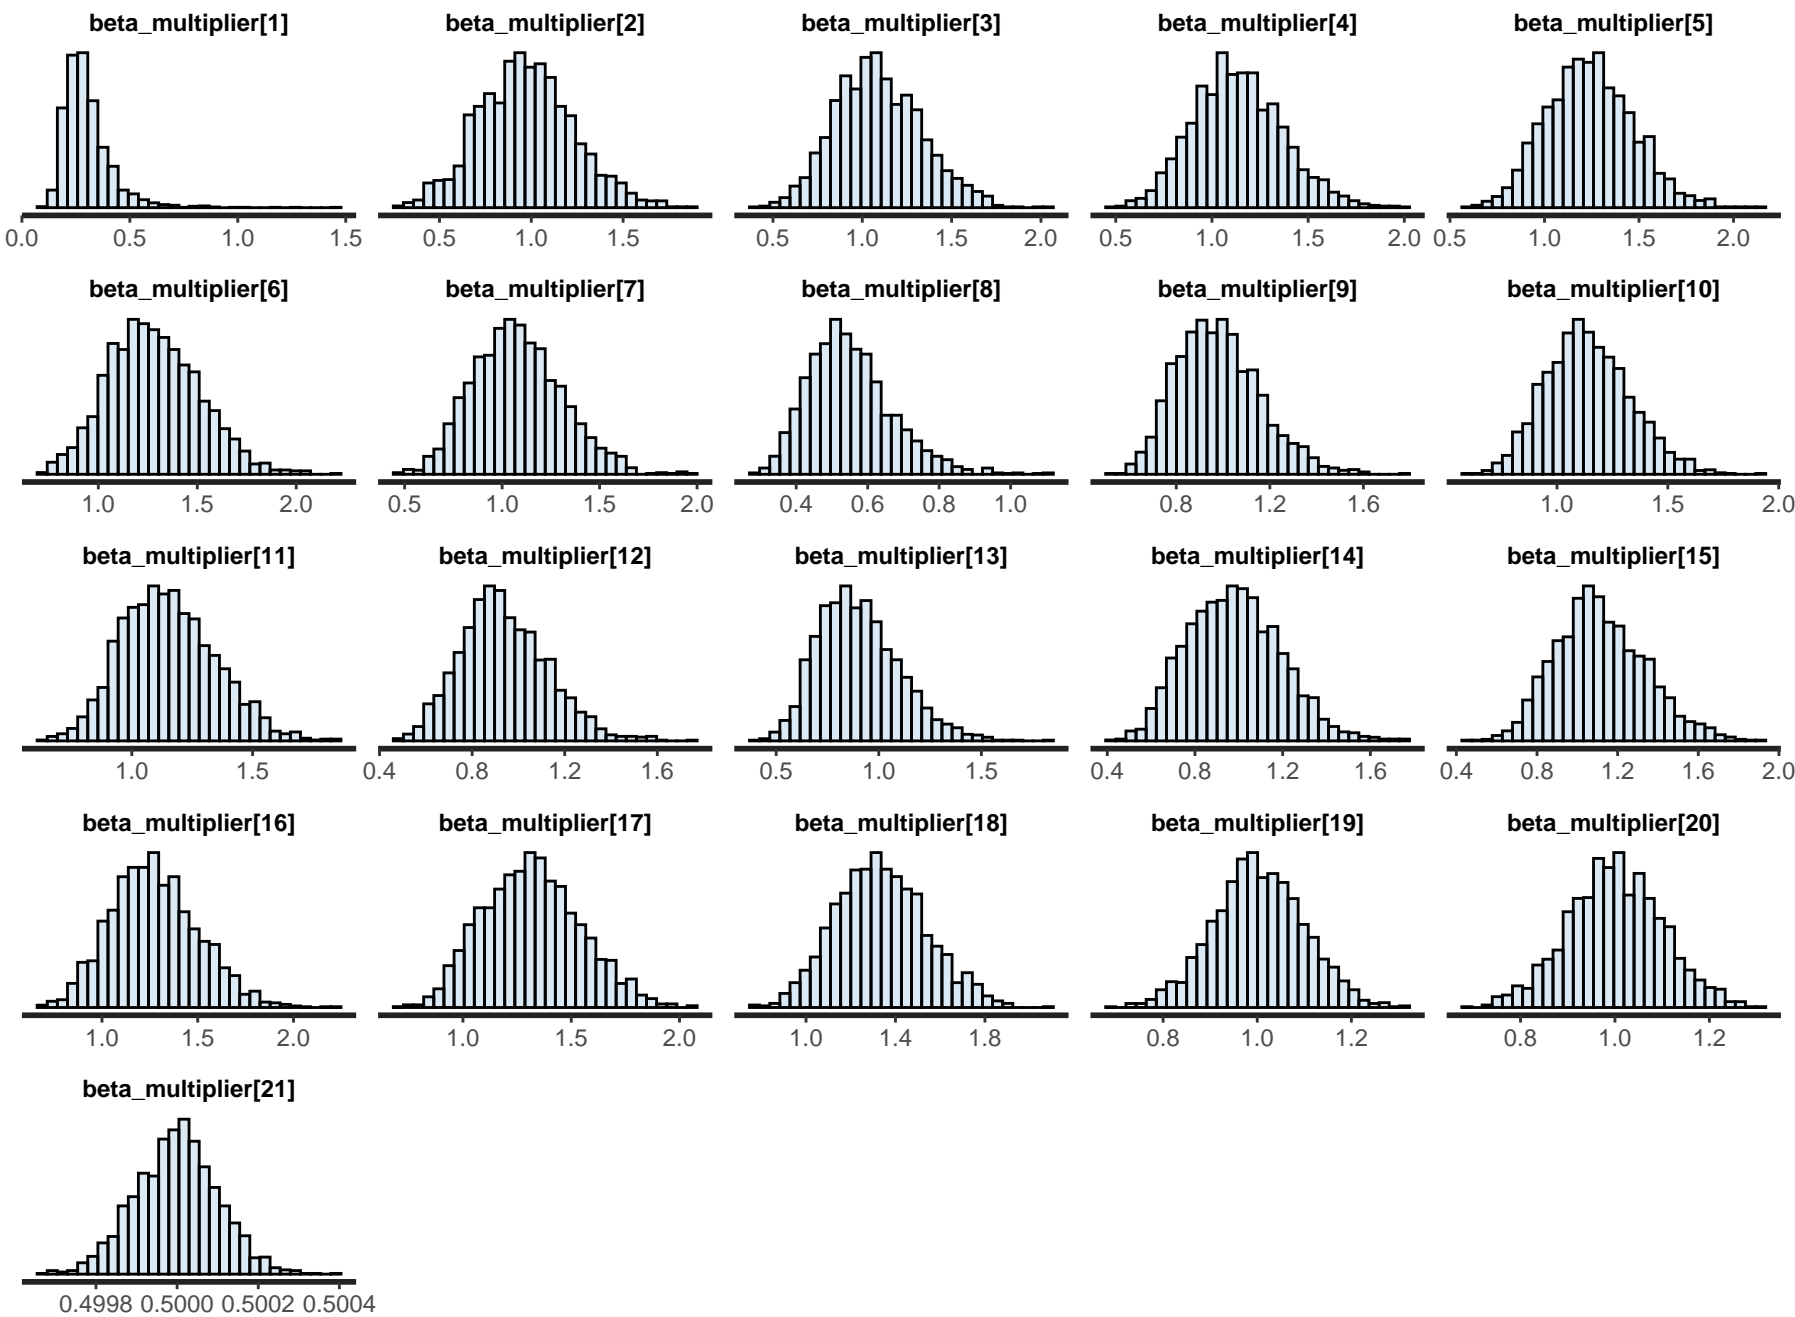 beta_multiplier[1] beta_multiplier[2] beta_multiplier[3] beta_multiplier[4] beta_multiplier[5]
0.0 0.5 1.0 1.5 0.5 1.0 1.5 0.5 1.0 1.5 2.0 0.5 1.0 1.5 2.0 0.5 1.0 1.5 2.0
beta_multiplier[6] beta_multiplier[7] beta_multiplier[8] beta_multiplier[9] beta_multiplier[10]
1.0 1.5 2.0 0.5 1.0 1.5 2.0 0.4 0.6 0.8 1.0 0.8 1.2 1.6 1.0 1.5 2.0
beta_multiplier[11] beta_multiplier[12] beta_multiplier[13] beta_multiplier[14] beta_multiplier[15]
1.0 1.5 0.4 0.8 1.2 1.6 0.5 1.0 1.5 0.4 0.8 1.2 1.6 0.4 0.8 1.2 1.6 2.0
beta_multiplier[16] beta_multiplier[17] beta_multiplier[18] beta_multiplier[19] beta_multiplier[20]
1.0 1.5 2.0 1.0 1.5 2.0 1.0 1.4 1.8 0.8 1.0 1.2 0.8 1.0 1.2
beta_multiplier[21]
0.4998 0.5000 0.5002 0.5004